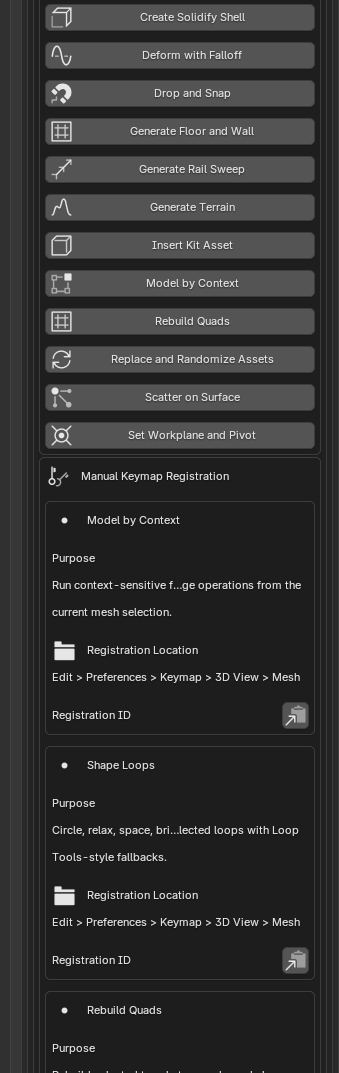 Create Solidify Shell
Deform with Falloff
Drop and Snap
Generate Floor and Wall
Generate Rail Sweep
Generate Terrain
Insert Kit Asset
Model by Context
Rebuild Quads
Replace and Randomize Assets
Scatter on Surface
Set Workplane and Pivot
Manual Keymap Registration
Model by Context
Purpose
Run context-sensitive f...ge operations from the
current mesh selection.
Registration Location
Edit > Preferences > Keymap > 3D View > Mesh
Registration ID
Shape Loops
Purpose
Circle, relax, space, bri...lected loops with Loop
Tools-style fallbacks.
Registration Location
Edit > Preferences > Keymap > 3D View > Mesh
Registration ID
Rebuild Quads
Purpose